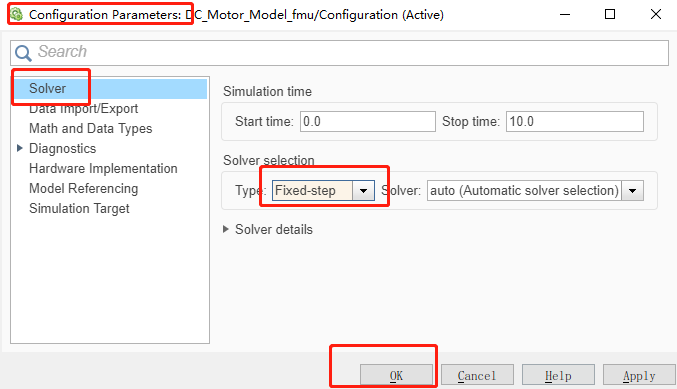 Configuration Parameters: DC_Motor_Model_fmu/Configuration (Active)
Search
Solver
Data Import/Export
Math and Data Types
Diagnostics
Hardware Implementation
Model Referencing
Simulation Target
Simulation time
Start time: 0.0 Stop time: 10.0
Solver selection
Type: Fixed-step Solver: auto (Automatic solver selection)
Solver details
OK Cancel Help Apply